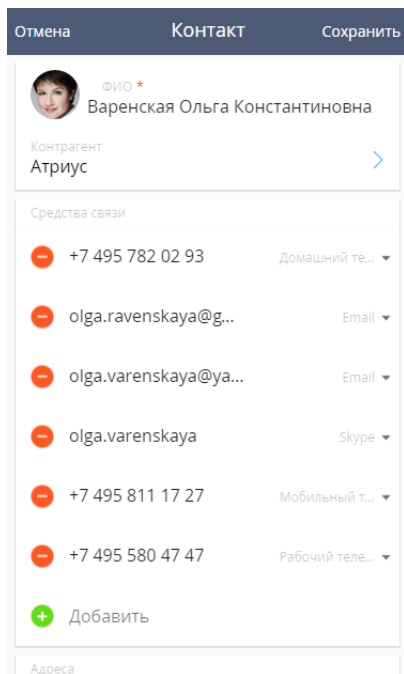 Отмена Контакт Сохранить
ФИО *
Варенская Ольга Константиновна
Контрагент
Атриус
Средства связи
+7 495 782 02 93 Домашний те...
olga.ravenskaya@g... Email
olga.varenskaya@ya... Email
olga.varenskaya Skype
+7 495 811 17 27 Мобильный т...
+7 495 580 47 47 Рабочий теле...
Добавить
Адреса